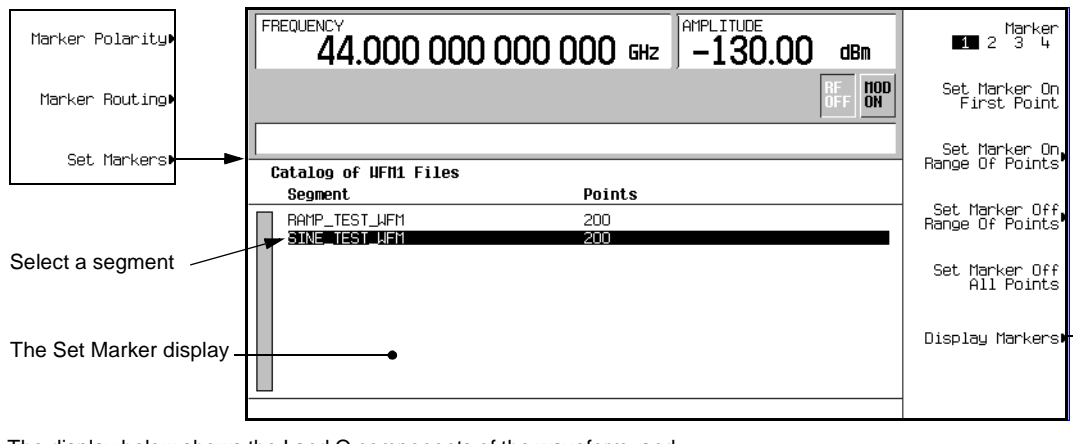 Marker Polarity
Marker Routing
Set Markers
Select a segment
The Set Marker display
FREQUENCY
44.000 000 000 000 GHz
AMPLITUDE
-130.00 dBm
RF OFF
MOD ON
Catalog of WFM1 Files
Segment Points
RAMP_TEST_WFM 200
SINE_TEST_WFM 200
Marker
1 2 3 4
Set Marker On
First Point
Set Marker On
Range Of Points
Set Marker Off
Range Of Points
Set Marker Off
All Points
Display Markers